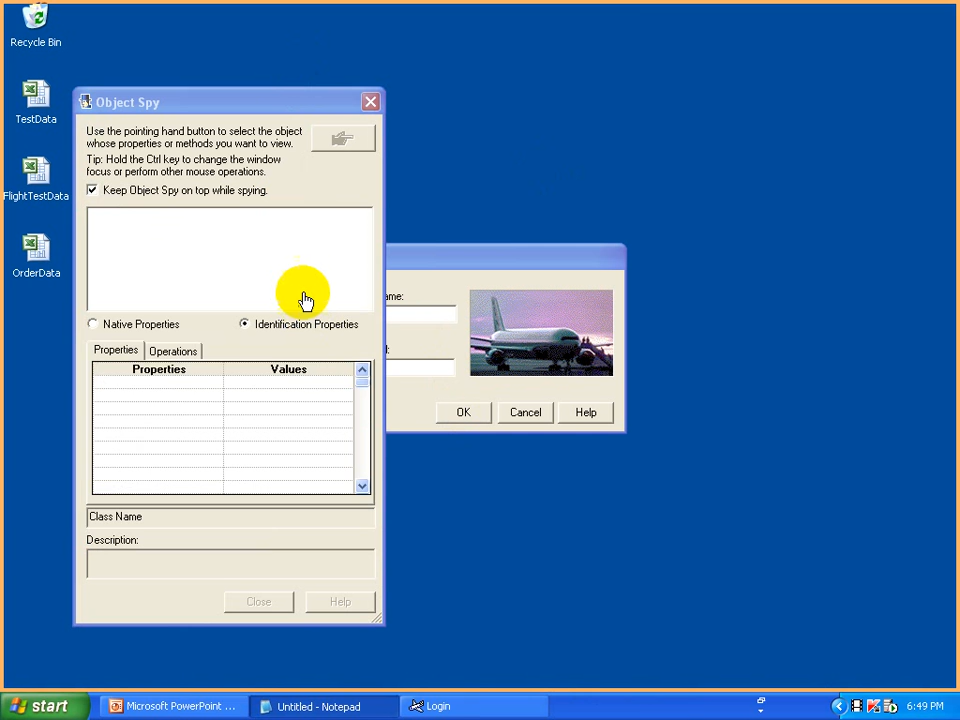 Recycle Bin
TestData
FlightTestData
OrderData
Object Spy
Use the pointing hand button to select the object
whose properties or methods you want to view.
Tip: Hold the Ctrl key to change the window
focus or perform other mouse operations.
Keep Object Spy on top while spying.
Native Properties
Identification Properties
Properties
Operations
Properties
Values
Class Name
Description:
Close
Help
ame:
OK
Cancel
Help
start
Microsoft PowerPoint ...
Untitled - Notepad
Login
6:49 PM